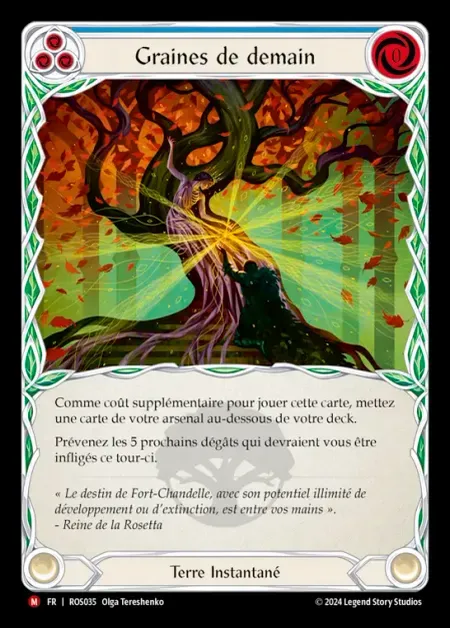 Graines de demain
0
Comme coût supplémentaire pour jouer cette carte, mettez
une carte de votre arsenal au-dessous de votre deck.
Prévenez les 5 prochains dégâts qui devraient vous être
infligés ce tour-ci.
« Le destin de Fort-Chandelle, avec son potentiel illimité de
développement ou d'extinction, est entre vos mains ».
- Reine de la Rosetta
Terre Instantané
M FR | ROS035 Olga Tereshenko
© 2024 Legend Story Studios